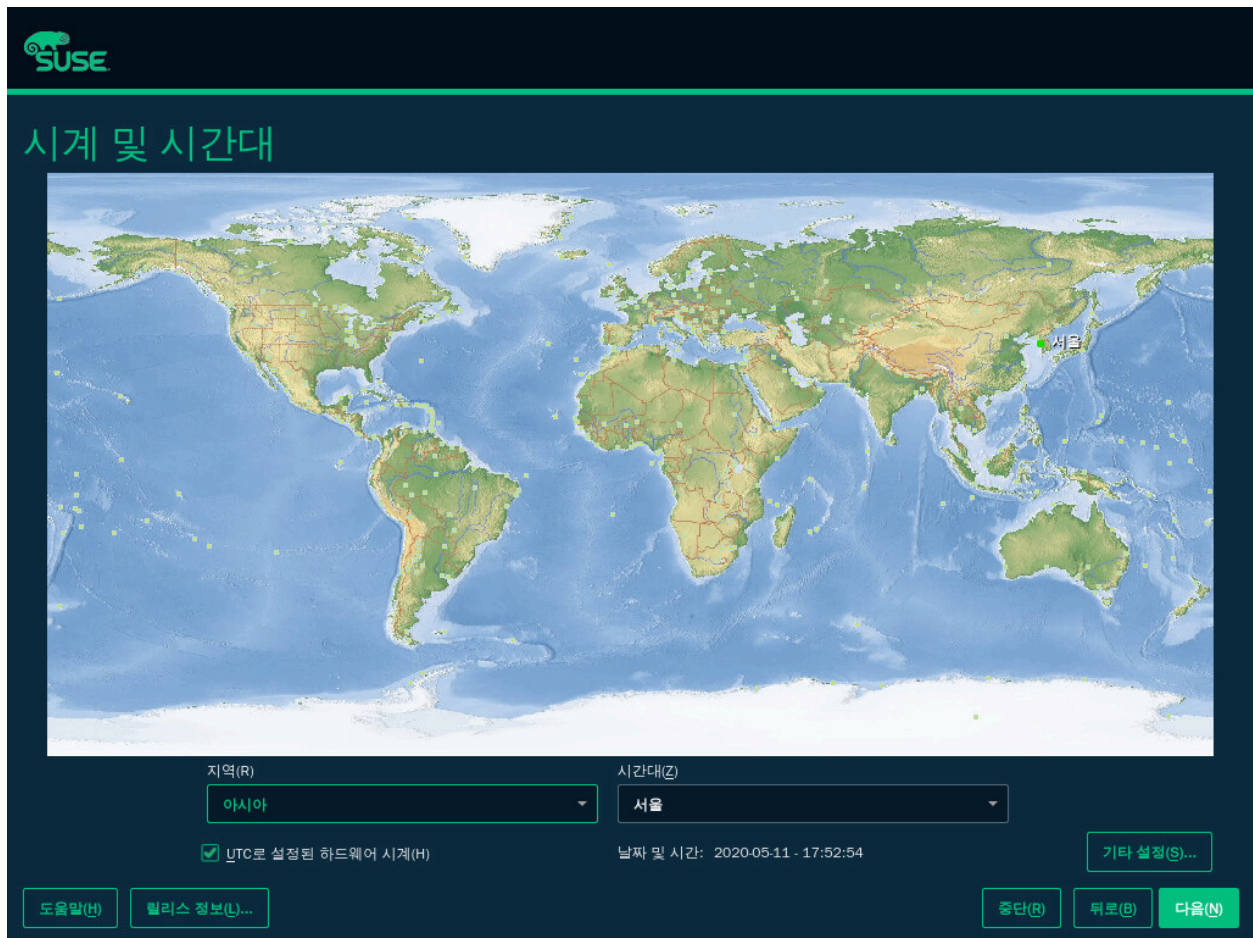 SUSE
시계 및 시간대
서울
지역(R)
시간대(Z)
아시아
서울
UTC로 설정된 하드웨어 시계(H)
날짜 및 시간: 2020-05-11 - 17:52:54
기타 설정(S)...
도움말(H)
릴리스 정보(L)...
중단(R)
뒤로(B)
다음(N)